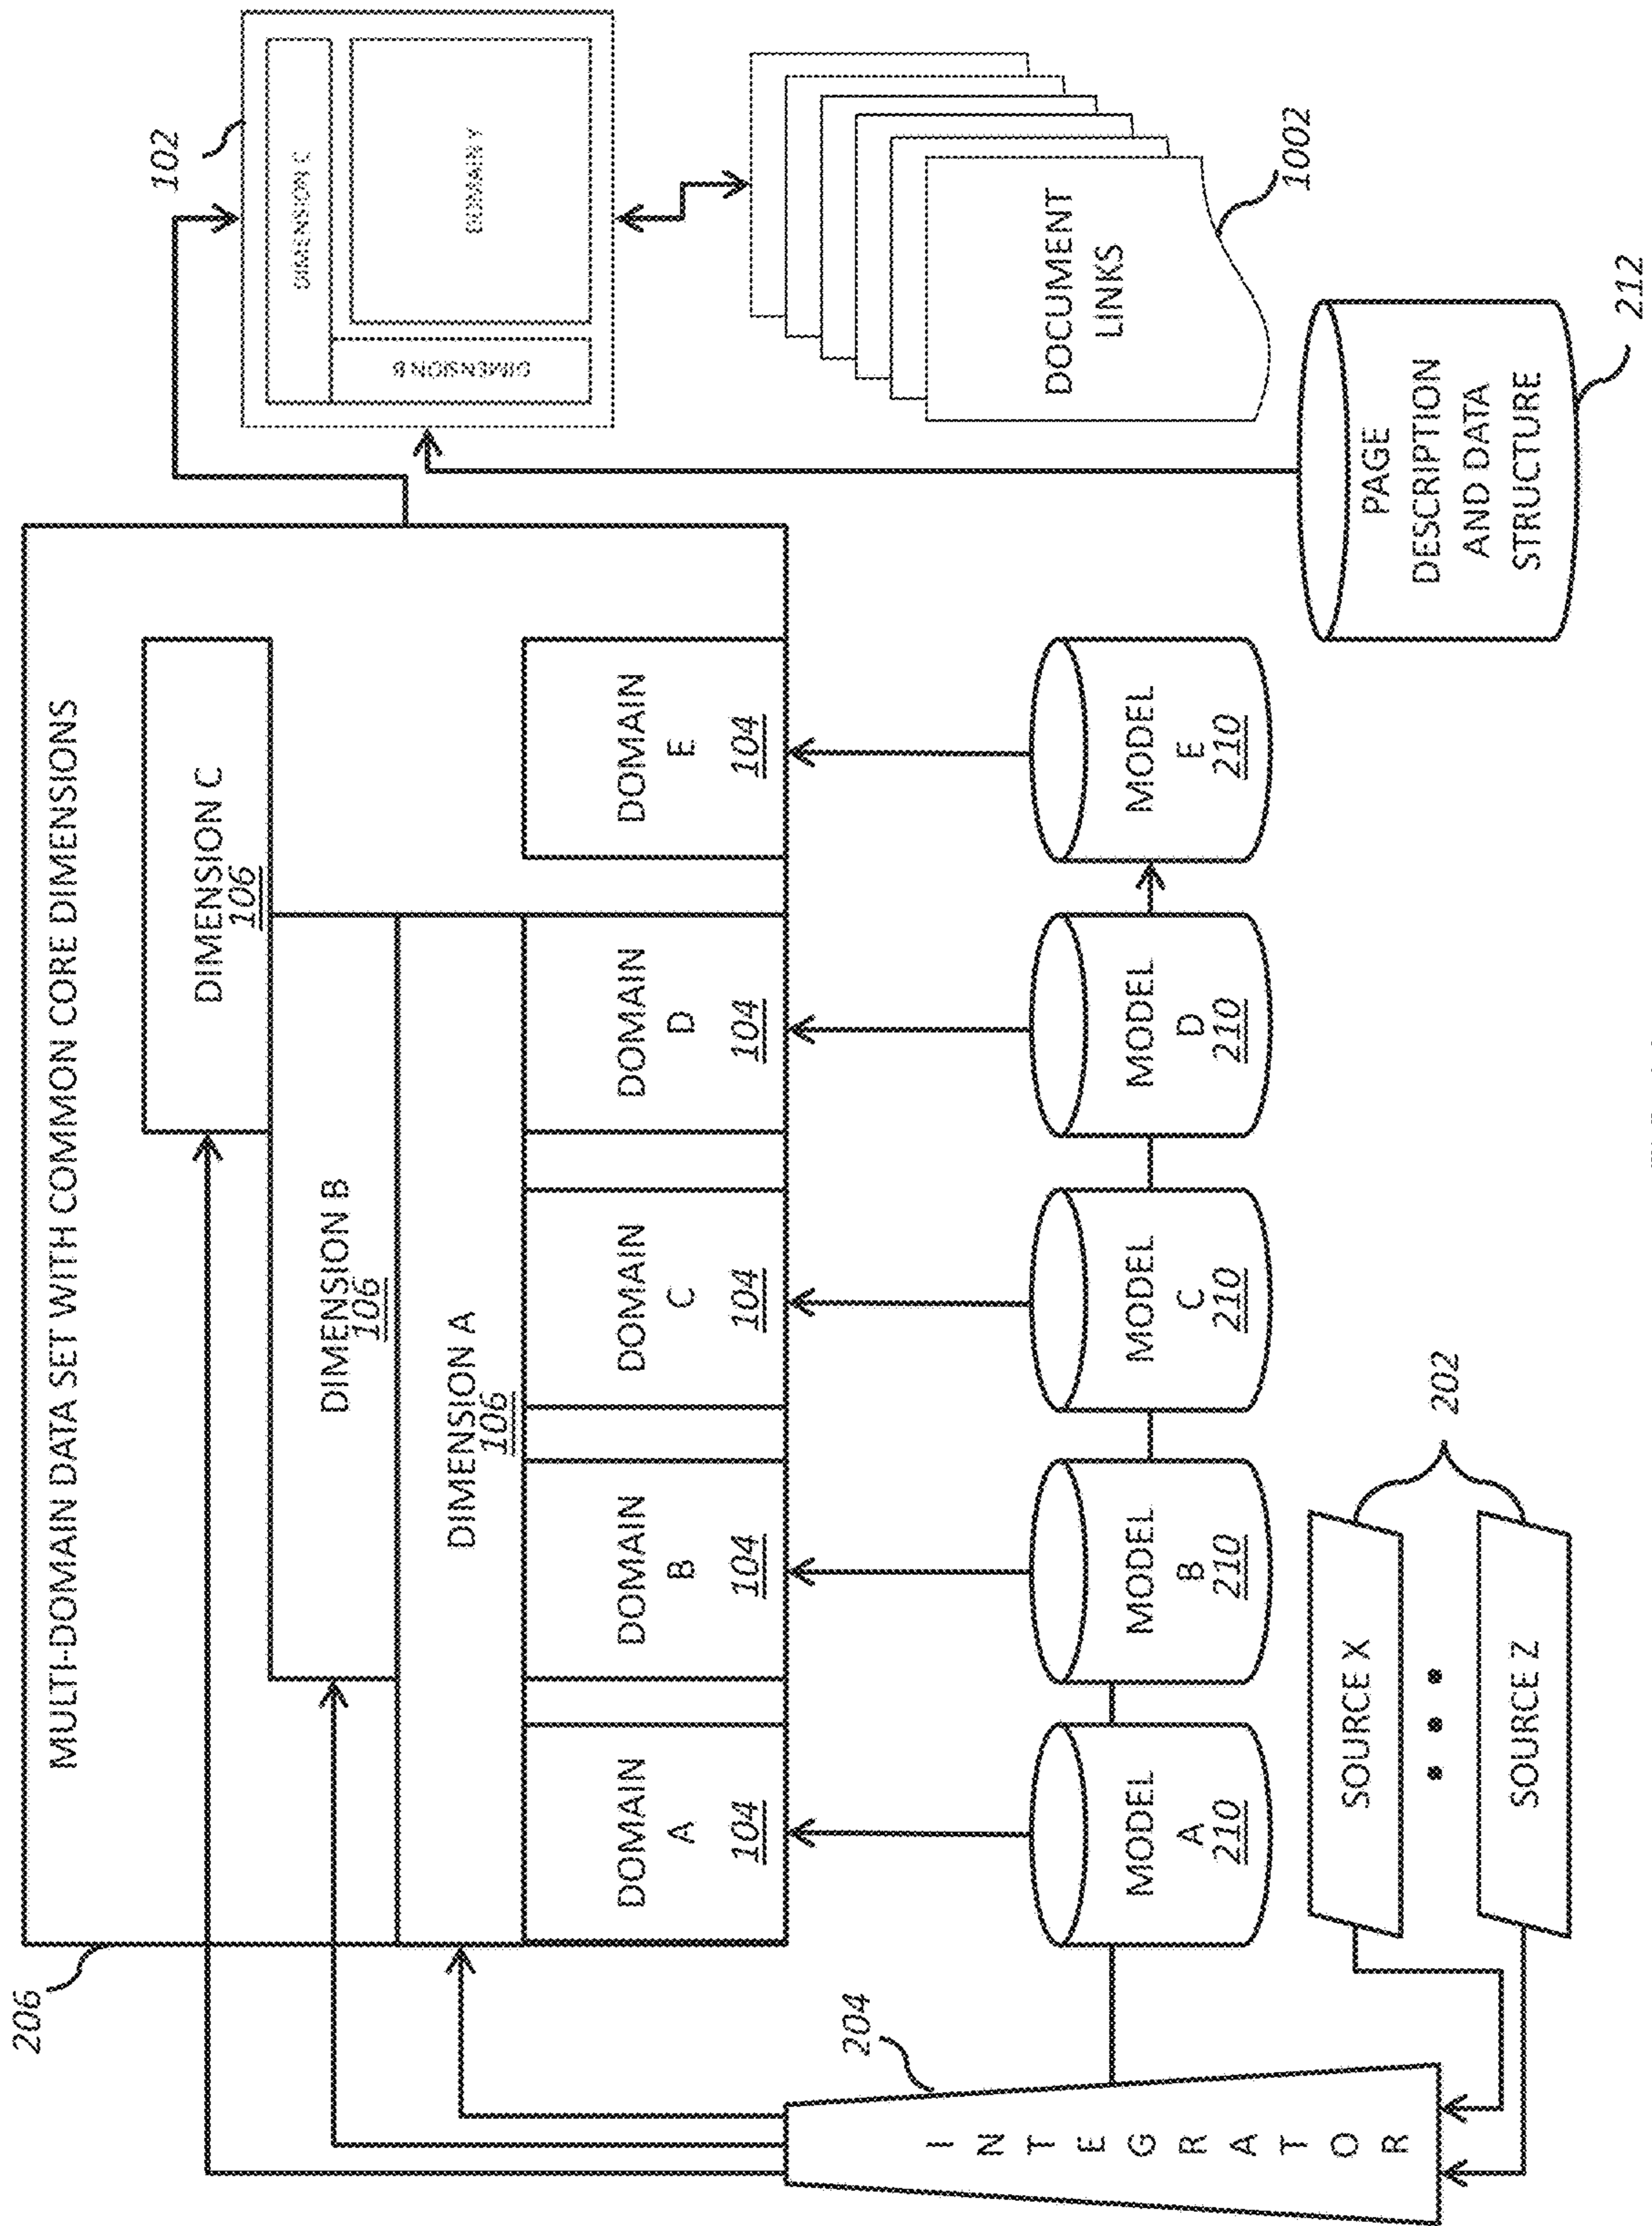 206
MULTI-DOMAIN DATA SET WITH COMMON CORE DIMENSIONS
102
DIMENSION C
106
DIMENSION B
106
DIMENSION A
106
DOMAIN
A
104
DOMAIN
B
104
DOMAIN
C
104
DOMAIN
D
104
DOMAIN
E
104
DIMENSION C
DIMENSION B
DOMAIN Y
DOCUMENT
LINKS
1002
204
INTEGRATOR
MODEL
A
210
MODEL
B
210
MODEL
C
210
MODEL
D
210
MODEL
E
210
SOURCE X
SOURCE Z
202
PAGE
DESCRIPTION
AND DATA
STRUCTURE
212